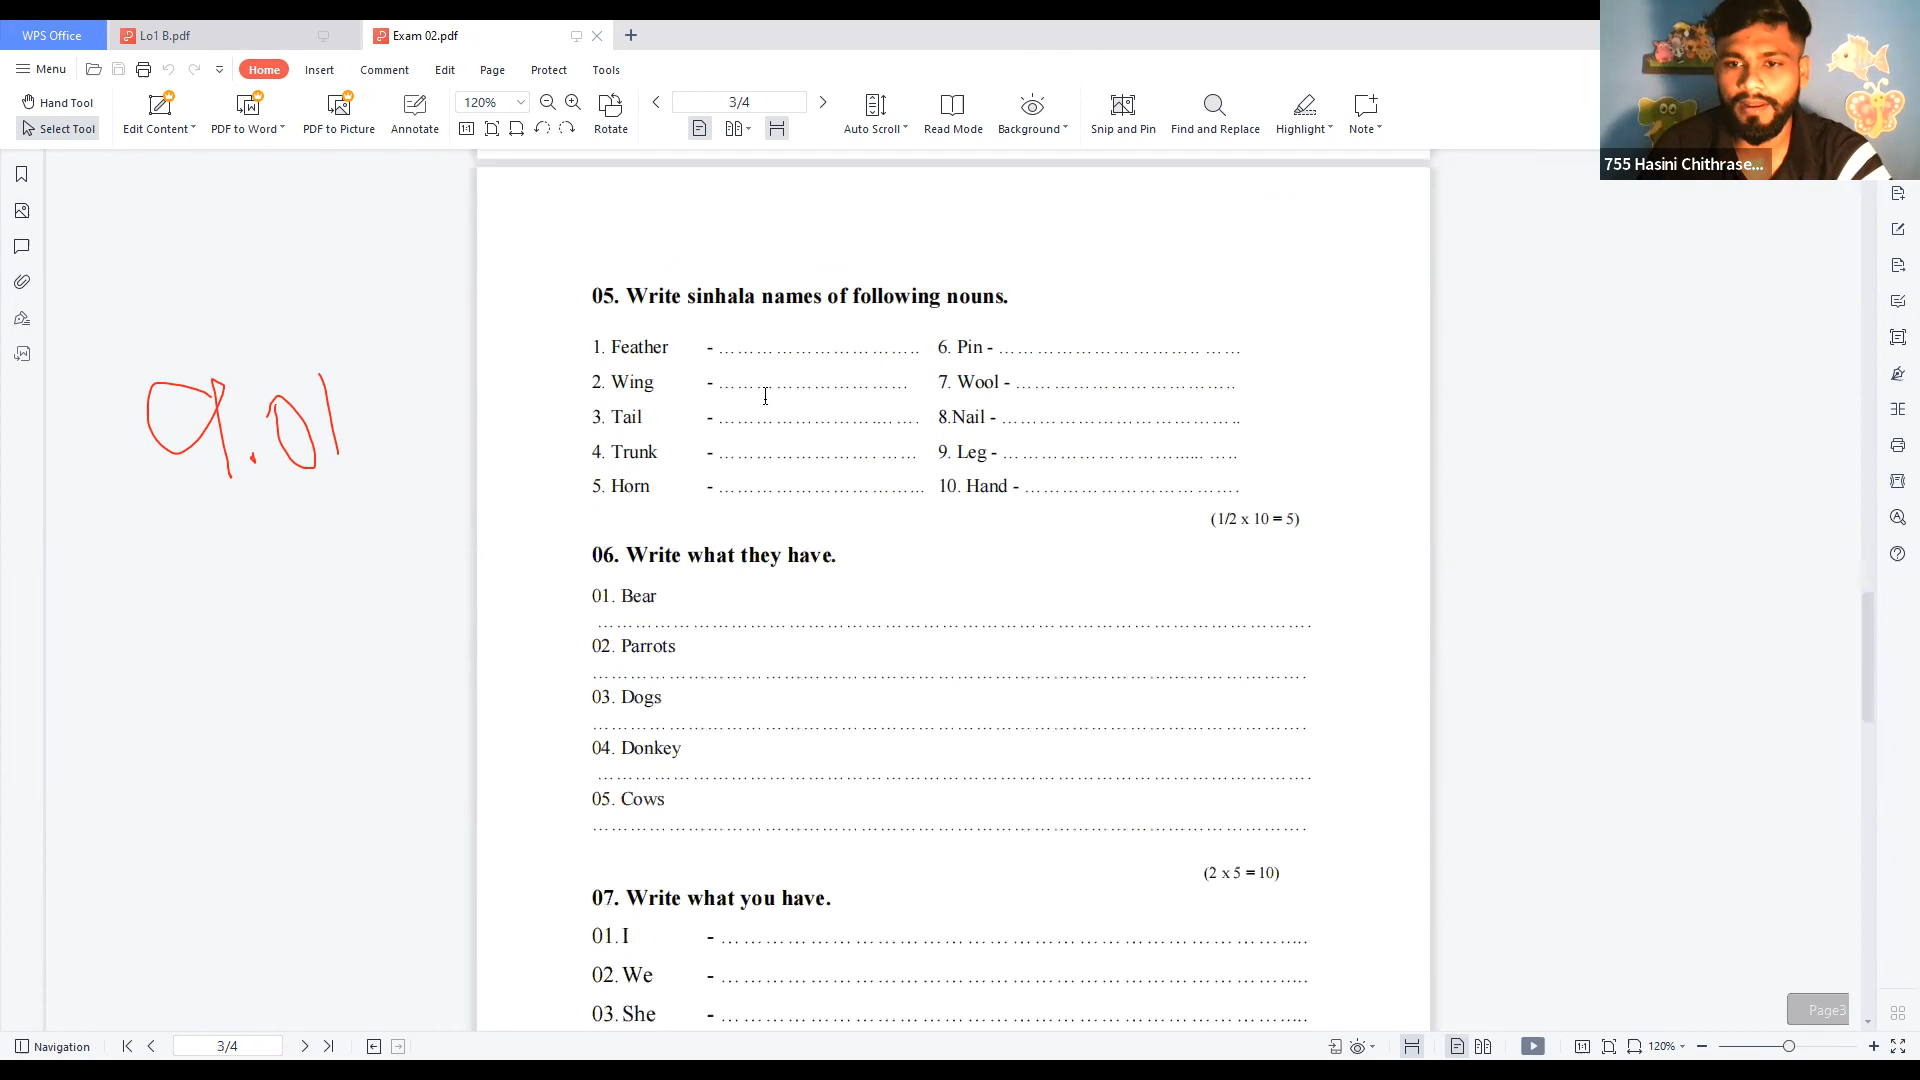 WPS Office Lo1 B.pdf Exam 02.pdf
Menu Home Insert Comment Edit Page Protect Tools
Hand Tool 120% 3/4
Select Tool Edit Content PDF to Word PDF to Picture Annotate Rotate Auto Scroll Read Mode Background Snip and Pin Find and Replace Highlight Note
755 Hasini Chithrase...
05. Write sinhala names of following nouns.
1. Feather - ………………………….. 6. Pin - ………………………….. ……
2. Wing - ………………………… 7. Wool - ……………………………..
3. Tail - ……………………..… …. 8.Nail - ………………………………..
4. Trunk - ……………………. …… 9. Leg - ………………………..... …..
5. Horn - …………………………... 10. Hand - …………………………….
(1/2 x 10 = 5)
06. Write what they have.
01. Bear
………………………………………………………………………………………………….
02. Parrots
………………………………………………………………………………………………….
03. Dogs
………………………………………………………………………………………………….
04. Donkey
………………………………………………………………………………………………….
05. Cows
………………………………………………………………………………………………….
(2 x 5 = 10)
07. Write what you have.
01. I - …………………………………………………………………......
02. We - …………………………………………………………………......
03. She - …………………………………………………………………......
9.01
Page3
Navigation 3/4 120%